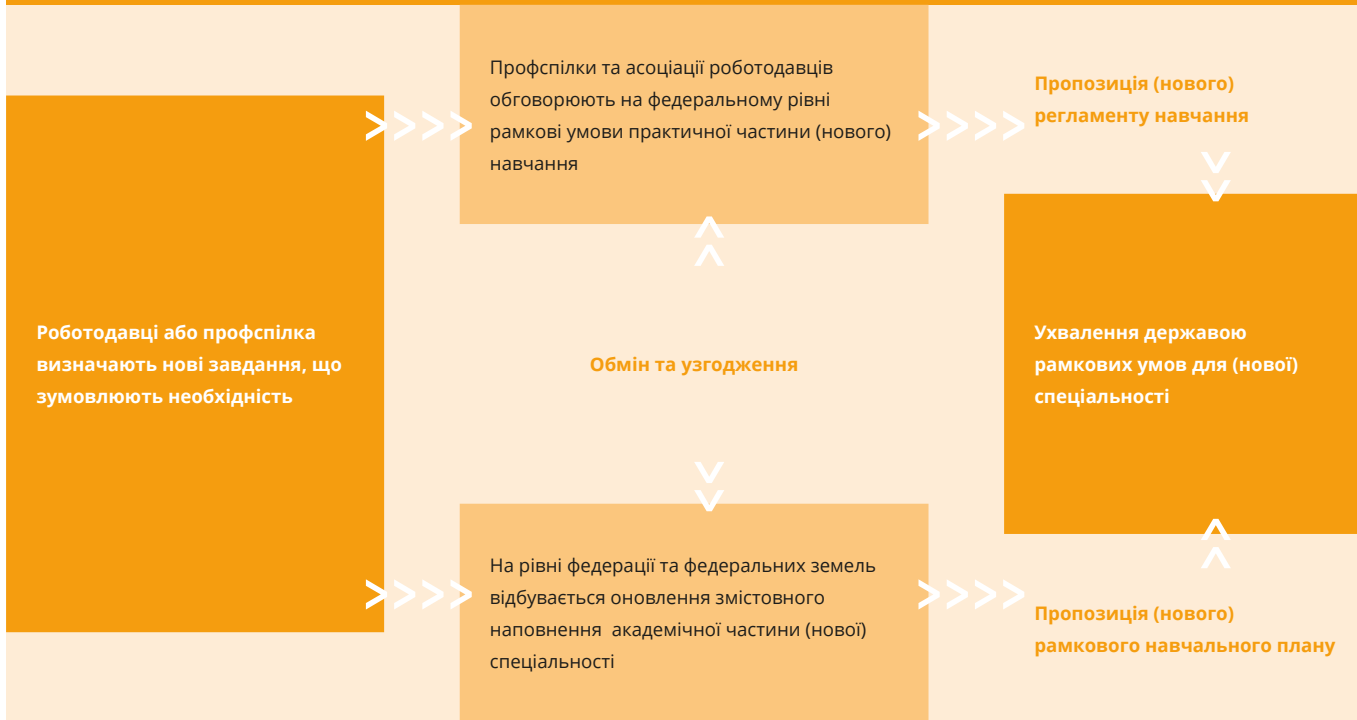 Профспілки та асоціації роботодавців
обговорюють на федеральному рівні
рамкові умови практичної частини (нового)
навчання
Пропозиція (нового)
регламенту навчання
Роботодавці або профспілка
визначають нові завдання, що
зумовлюють необхідність
Обмін та узгодження
Ухвалення державою
рамкових умов для (нової)
спеціальності
На рівні федерації та федеральних земель
відбувається оновлення змістовного
наповнення академічної частини (нової)
спеціальності
Пропозиція (нового)
рамкового навчального плану